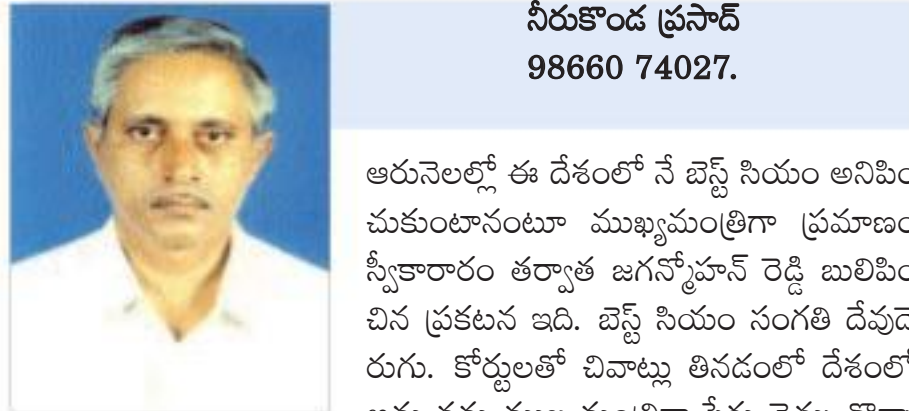 నీరుకొండ ప్రసాద్
98660 74027.
ఆరునెలల్లో ఈ దేశంలో నే బెస్ట్ సియం అనిపిం
చుకుంటానంటూ ముఖ్యమంత్రిగా ప్రమాణం
స్వీకారారం తర్వాత జగన్మోహన్ రెడ్డి బులిపిం
చిన ప్రకటన ఇది. బెస్ట్ సియం సంగతి దేవుదె
రుగు. కోర్టులతో చివాట్లు తినడంలో దేశంలో